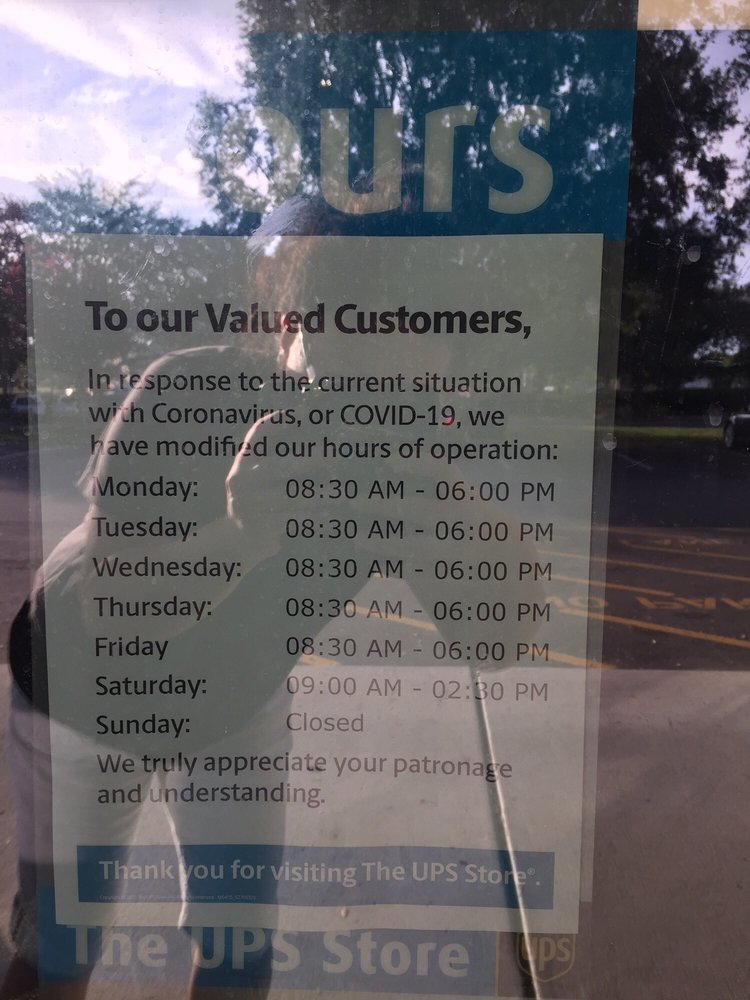 ours
To our Valued Customers,
In response to the current situation
with Coronavirus, or COVID-19, we
have modified our hours of operation:
Monday: 08:30 AM - 06:00 PM
Tuesday: 08:30 AM - 06:00 PM
Wednesday: 08:30 AM - 06:00 PM
Thursday: 08:30 AM - 06:00 PM
Friday 08:30 AM - 06:00 PM
Saturday: 09:00 AM - 02:30 PM
Sunday: Closed
We truly appreciate your patronage
and understanding.
Thank you for visiting The UPS Store®.
The UPS Store
ups